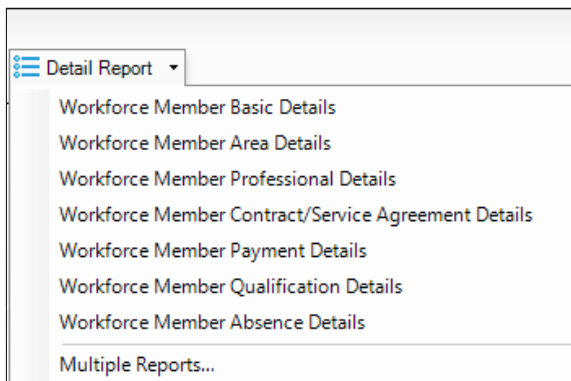 Detail Report
Workforce Member Basic Details
Workforce Member Area Details
Workforce Member Professional Details
Workforce Member Contract/Service Agreement Details
Workforce Member Payment Details
Workforce Member Qualification Details
Workforce Member Absence Details
Multiple Reports...